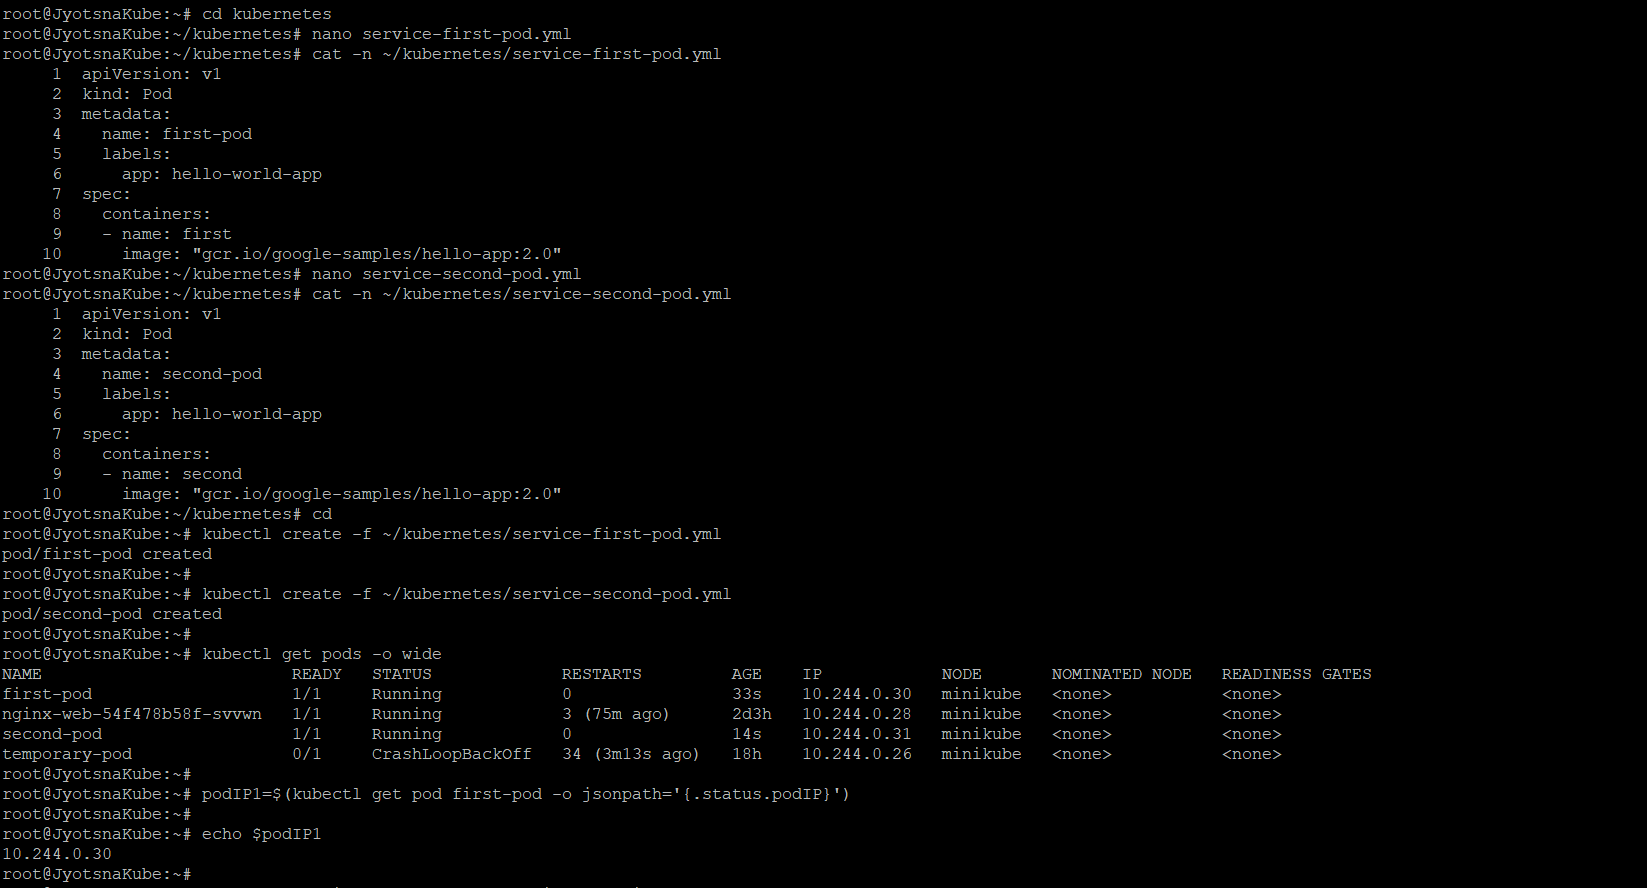 root@JyotsnaKube:~# cd kubernetes
root@JyotsnaKube:~/kubernetes# nano service-first-pod.yml
root@JyotsnaKube:~/kubernetes# cat -n ~/kubernetes/service-first-pod.yml
     1  apiVersion: v1
     2  kind: Pod
     3  metadata:
     4    name: first-pod
     5    labels:
     6      app: hello-world-app
     7  spec:
     8    containers:
     9    - name: first
    10      image: "gcr.io/google-samples/hello-app:2.0"
root@JyotsnaKube:~/kubernetes# nano service-second-pod.yml
root@JyotsnaKube:~/kubernetes# cat -n ~/kubernetes/service-second-pod.yml
     1  apiVersion: v1
     2  kind: Pod
     3  metadata:
     4    name: second-pod
     5    labels:
     6      app: hello-world-app
     7  spec:
     8    containers:
     9    - name: second
    10      image: "gcr.io/google-samples/hello-app:2.0"
root@JyotsnaKube:~/kubernetes# cd
root@JyotsnaKube:~# kubectl create -f ~/kubernetes/service-first-pod.yml
pod/first-pod created
root@JyotsnaKube:~#
root@JyotsnaKube:~# kubectl create -f ~/kubernetes/service-second-pod.yml
pod/second-pod created
root@JyotsnaKube:~#
root@JyotsnaKube:~# kubectl get pods -o wide
NAME                         READY   STATUS             RESTARTS         AGE    IP            NODE       NOMINATED NODE   READINESS GATES
first-pod                    1/1     Running            0                33s    10.244.0.30   minikube   <none>           <none>
nginx-web-54f478b58f-svvwn   1/1     Running            3 (75m ago)      2d3h   10.244.0.28   minikube   <none>           <none>
second-pod                   1/1     Running            0                14s    10.244.0.31   minikube   <none>           <none>
temporary-pod                0/1     CrashLoopBackOff   34 (3m13s ago)   18h    10.244.0.26   minikube   <none>           <none>
root@JyotsnaKube:~#
root@JyotsnaKube:~# podIP1=$(kubectl get pod first-pod -o jsonpath='{.status.podIP}')
root@JyotsnaKube:~#
root@JyotsnaKube:~# echo $podIP1
10.244.0.30
root@JyotsnaKube:~#